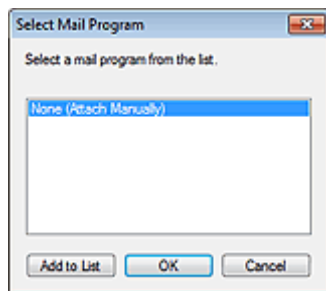 Select Mail Program
Select a mail program from the list.
None (Attach Manually)
Add to List
OK
Cancel